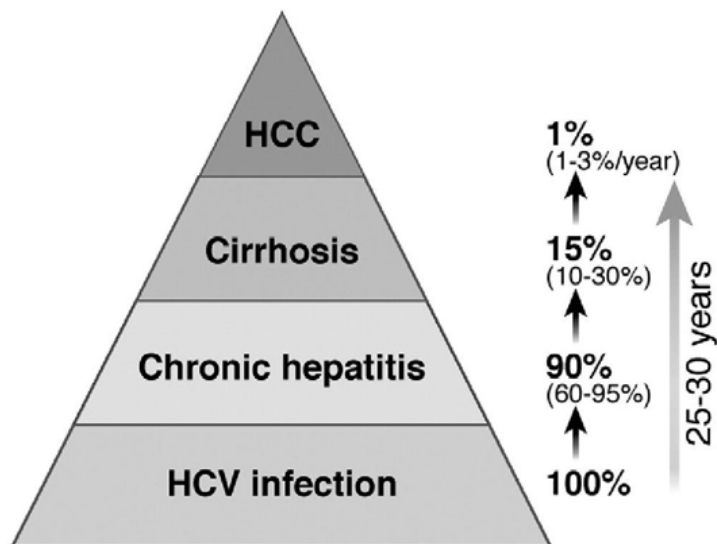 HCC
1%
(1-3%/year)
Cirrhosis
15%
(10-30%)
Chronic hepatitis
90%
(60-95%)
HCV infection
100%
25-30 years